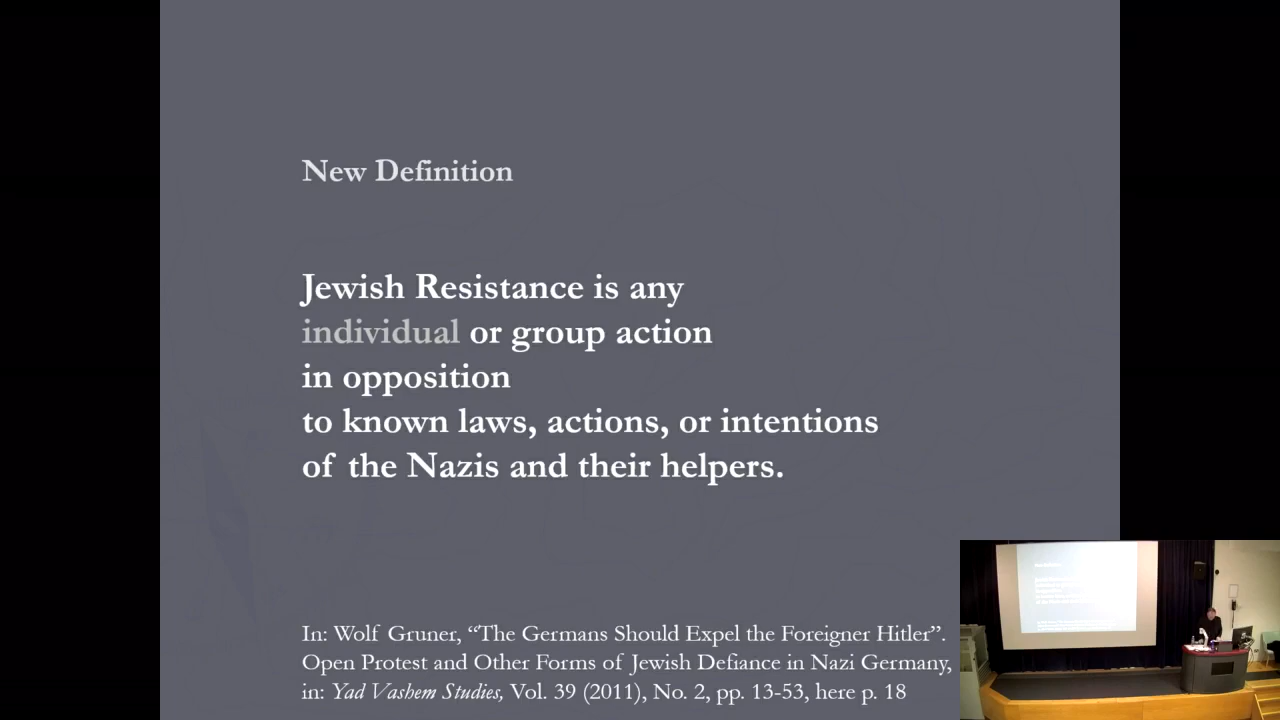 New Definition
Jewish Resistance is any
individual or group action
in opposition
to known laws, actions, or intentions
of the Nazis and their helpers.
In: Wolf Gruner, “The Germans Should Expel the Foreigner Hitler”.
Open Protest and Other Forms of Jewish Defiance in Nazi Germany,
in: Yad Vashem Studies, Vol. 39 (2011), No. 2, pp. 13-53, here p. 18